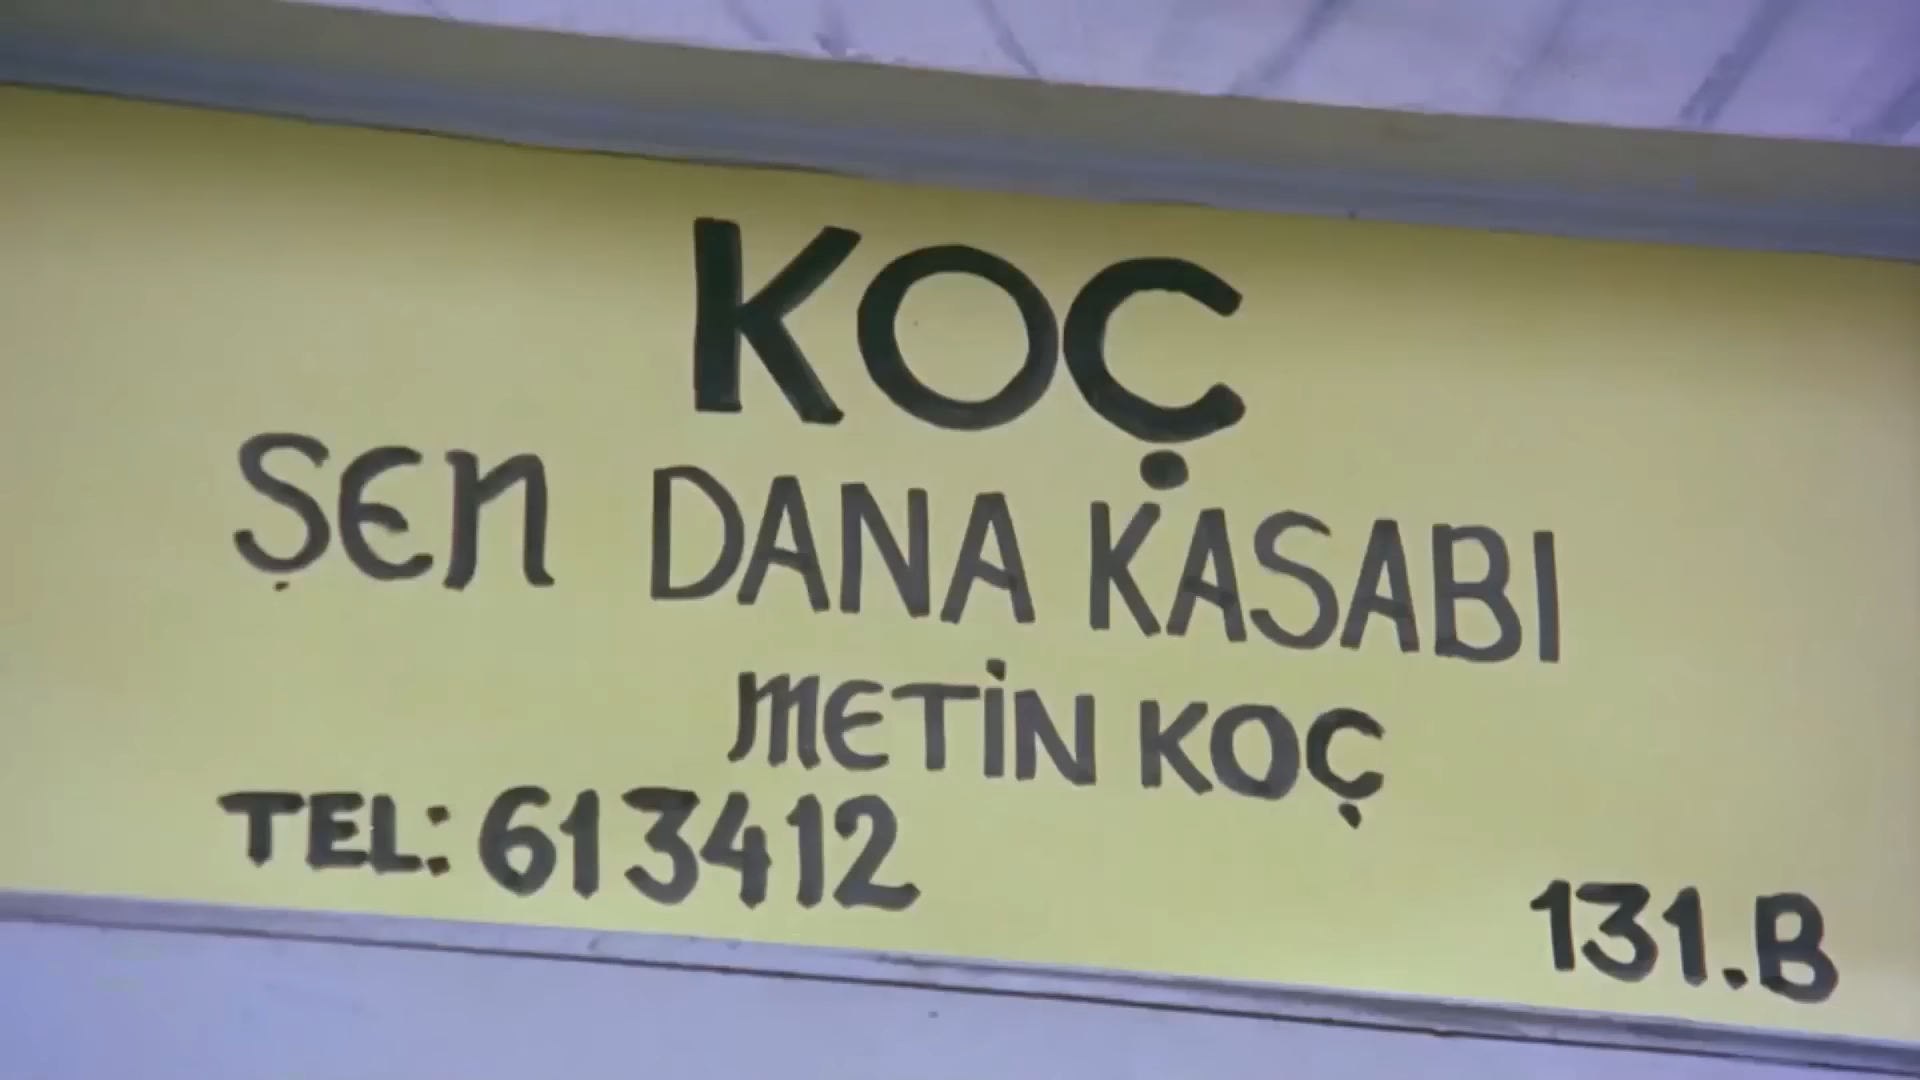 KOÇ
ŞEN DANA KASABI
METİN KOÇ
TEL: 613412
131.B